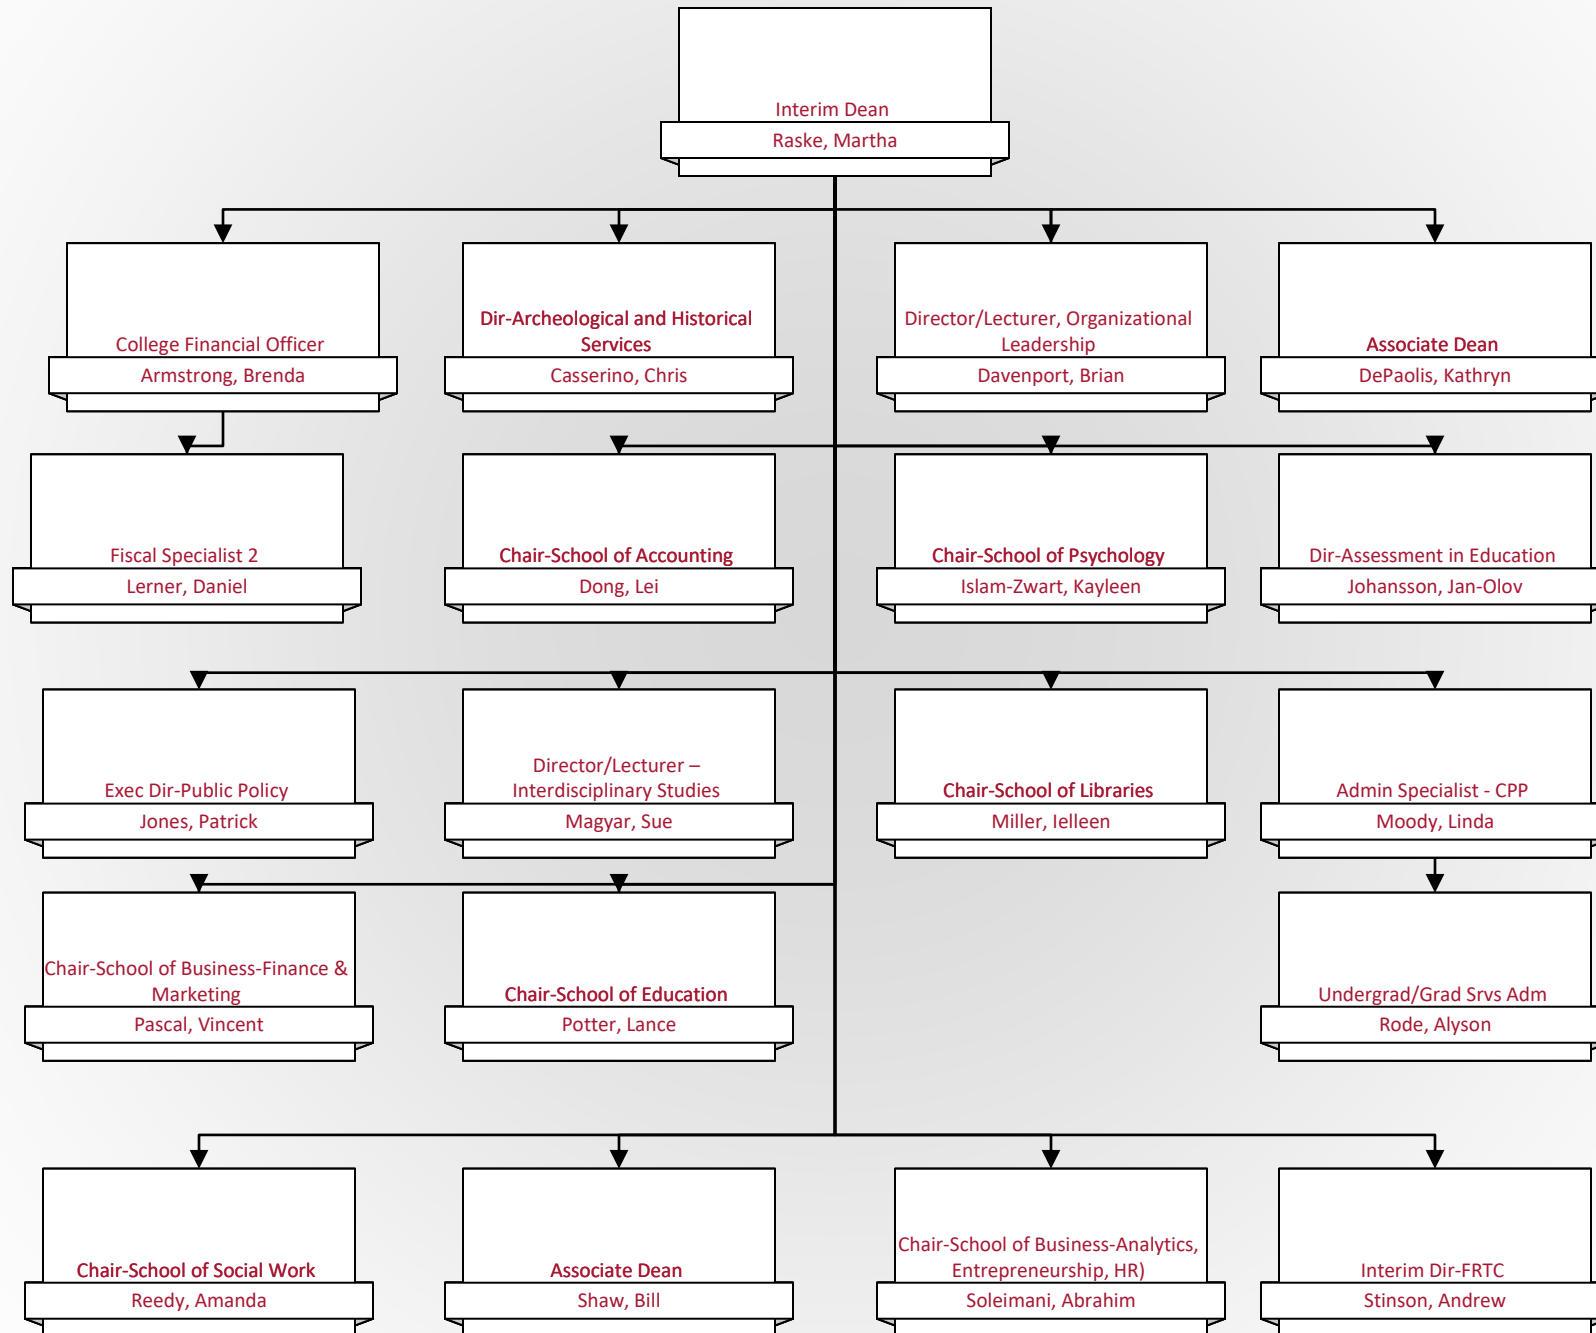 Interim Dean
Raske, Martha
College Financial Officer
Armstrong, Brenda
Dir-Archeological and Historical
Services
Casserino, Chris
Director/Lecturer, Organizational
Leadership
Davenport, Brian
Associate Dean
DePaolis, Kathryn
Fiscal Specialist 2
Lerner, Daniel
Chair-School of Accounting
Dong, Lei
Chair-School of Psychology
Islam-Zwart, Kayleen
Dir-Assessment in Education
Johansson, Jan-Olov
Exec Dir-Public Policy
Jones, Patrick
Director/Lecturer –
Interdisciplinary Studies
Magyar, Sue
Chair-School of Libraries
Miller, Ielleen
Admin Specialist - CPP
Moody, Linda
Chair-School of Business-Finance &
Marketing
Pascal, Vincent
Chair-School of Education
Potter, Lance
Undergrad/Grad Srvs Adm
Rode, Alyson
Chair-School of Social Work
Reedy, Amanda
Associate Dean
Shaw, Bill
Chair-School of Business-Analytics,
Entrepreneurship, HR)
Soleimani, Abrahim
Interim Dir-FRTC
Stinson, Andrew